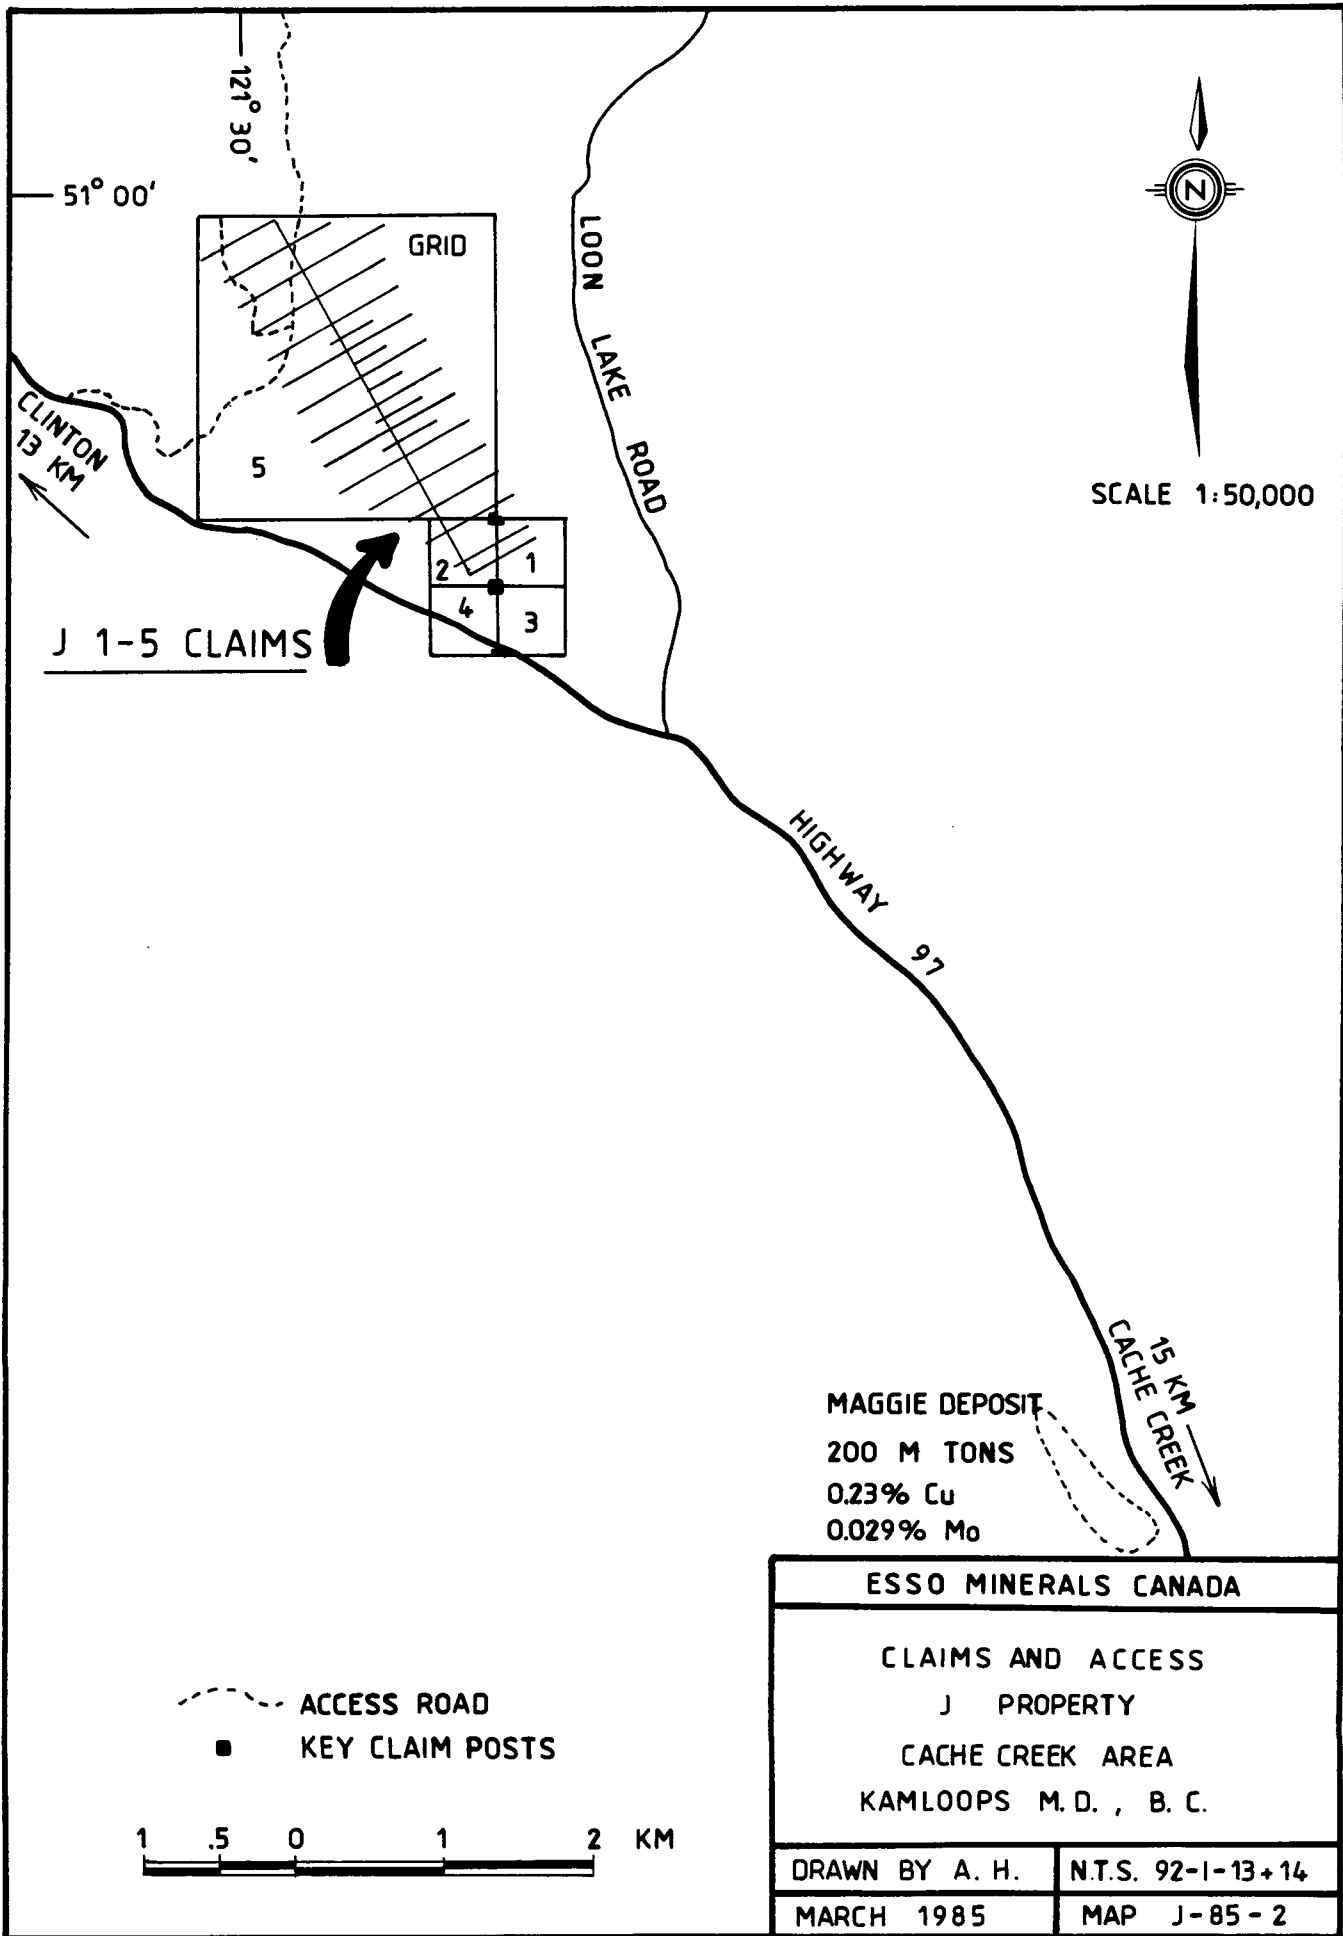 121° 30'
51° 00'
N
GRID
LOON LAKE ROAD
CLINTON
13 KM
5
SCALE 1:50,000
2
1
4
3
J 1-5 CLAIMS
HIGHWAY 97
15 KM
CACHE CREEK
MAGGIE DEPOSIT
200 M TONS
0.23% Cu
0.029% Mo
ESSO MINERALS CANADA
CLAIMS AND ACCESS
J PROPERTY
CACHE CREEK AREA
KAMLOOPS M.D., B.C.
ACCESS ROAD
KEY CLAIM POSTS
1 .5 0 1 2 KM
DRAWN BY A. H.
N.T.S. 92-I-13+14
MARCH 1985
MAP J-85-2